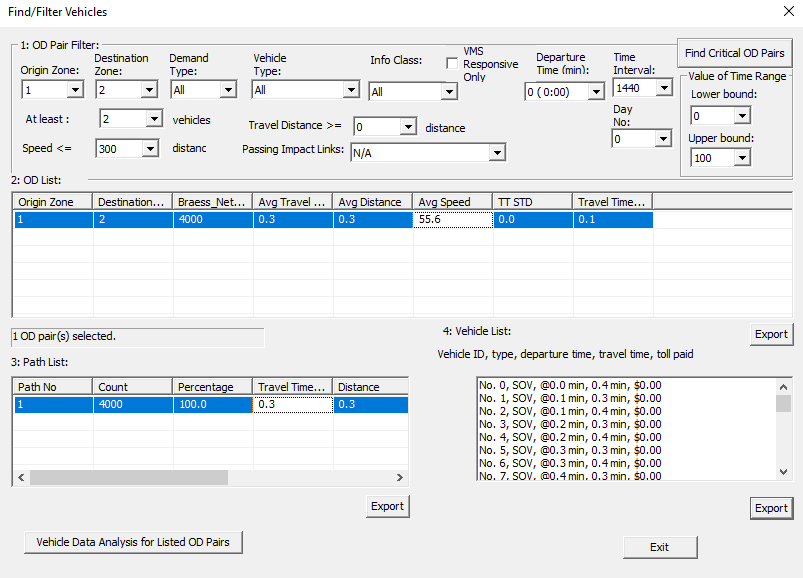 Find/Filter Vehicles
1: OD Pair Filter:
Origin Zone:
1
Destination Zone:
2
Demand Type:
All
Vehicle Type:
All
Info Class:
All
VMS Responsive Only
Departure Time (min):
0 ( 0:00)
Time Interval:
1440
Find Critical OD Pairs
Value of Time Range
Lower bound:
0
Upper bound:
100
At least :
2
vehicles
Travel Distance >=
0
distance
Day No:
0
Speed <=
300
distanc
Passing Impact Links:
N/A
2: OD List:
Origin Zone Destination... Braess_Net... Avg Travel ... Avg Distance Avg Speed TT STD Travel Time...
1 2 4000 0.3 0.3 55.6 0.0 0.1
1 OD pair(s) selected.
4: Vehicle List:
Export
Vehicle ID, type, departure time, travel time, toll paid
3: Path List:
Path No Count Percentage Travel Time... Distance
1 4000 100.0 0.3 0.3
No. 0, SOV, @0.0 min, 0.4 min, $0.00
No. 1, SOV, @0.1 min, 0.3 min, $0.00
No. 2, SOV, @0.1 min, 0.4 min, $0.00
No. 3, SOV, @0.2 min, 0.3 min, $0.00
No. 4, SOV, @0.2 min, 0.4 min, $0.00
No. 5, SOV, @0.3 min, 0.3 min, $0.00
No. 6, SOV, @0.3 min, 0.4 min, $0.00
No. 7, SOV, @0.4 min, 0.3 min, $0.00
Export
Export
Vehicle Data Analysis for Listed OD Pairs
Exit